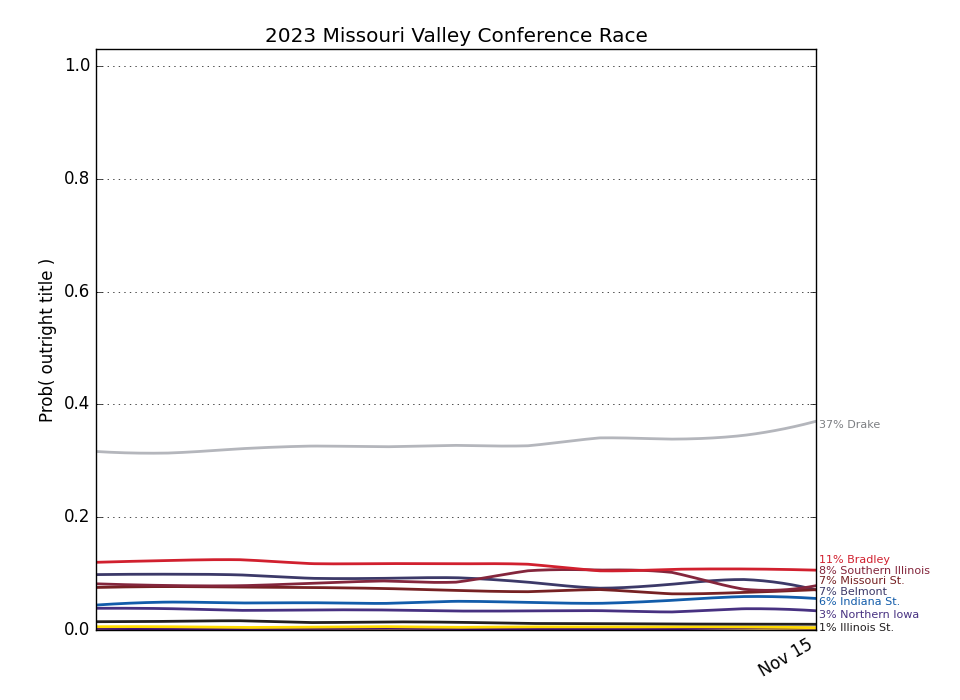 2023 Missouri Valley Conference Race
Prob( outright title )
1.0
0.8
0.6
0.4
0.2
0.0
37% Drake
11% Bradley
8% Southern Illinois
7% Missouri St.
7% Belmont
6% Indiana St.
3% Northern Iowa
1% Illinois St.
Nov 15